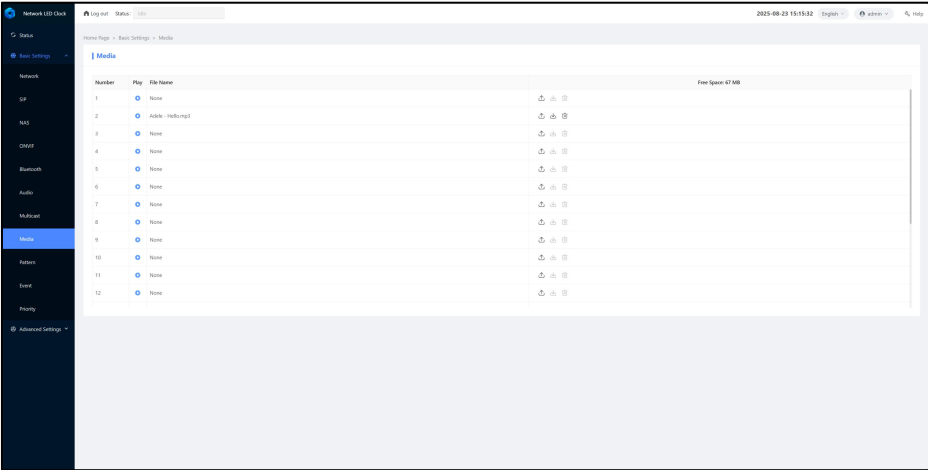 Network LED Clock
Log out Status: Idle
2025-08-23 15:15:32 English admin Help
Status
Basic Settings
Network
SIP
NAS
ONVIF
Bluetooth
Audio
Multicast
Media
Pattern
Event
Priority
Advanced Settings
Home Page > Basic Settings > Media
Media
Number Play File Name Free Space: 67 MB
1 None
2 Adele - Hello.mp3
3 None
4 None
5 None
6 None
7 None
8 None
9 None
10 None
11 None
12 None